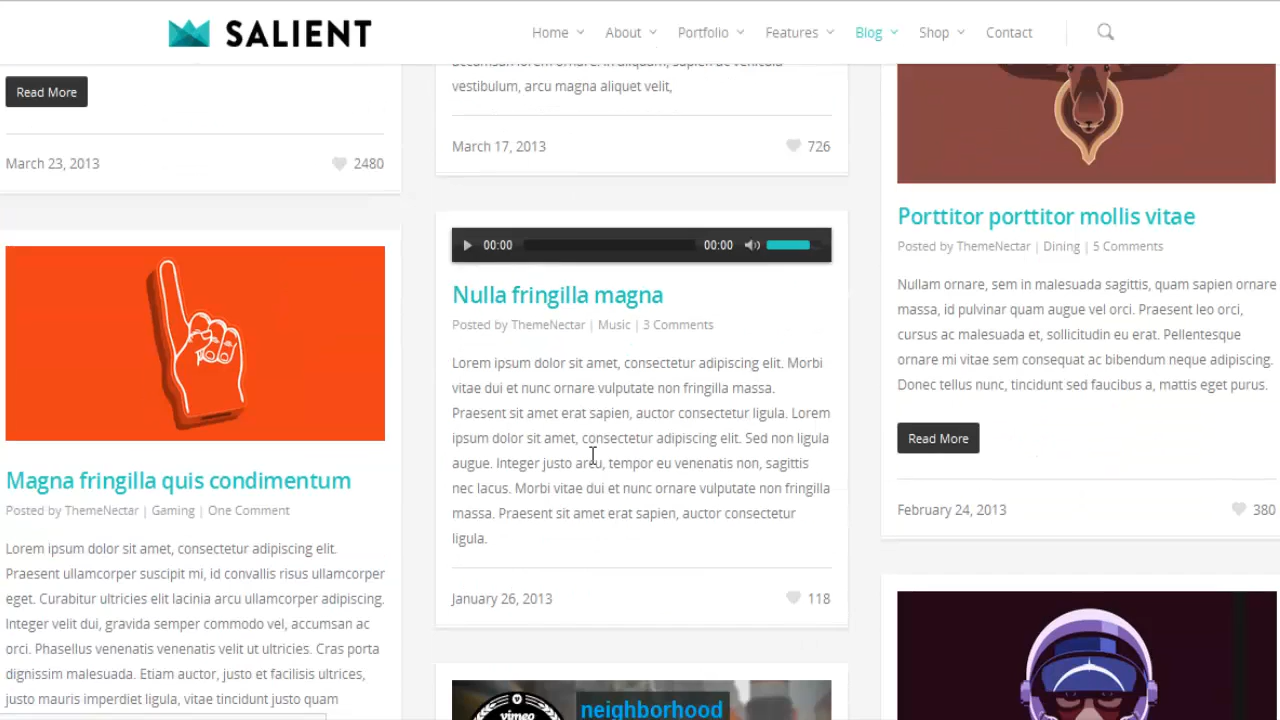 SALIENT
Home
About
Portfolio
Features
Blog
Shop
Contact
Read More
March 23, 2013
2480
Magna fringilla quis condimentum
Posted by ThemeNectar | Gaming | One Comment
Lorem ipsum dolor sit amet, consectetur adipiscing elit.
Praesent ullamcorper suscipit mi, id convallis risus ullamcorper
eget. Curabitur ultricies elit lacinia arcu ullamcorper adipiscing.
Integer velit dui, gravida semper commodo vel, accumsan ac
orci. Phasellus venenatis venenatis velit ut ultricies. Cras porta
dignissim malesuada. Etiam auctor, justo et facilisis ultrices,
justo mauris imperdiet ligula, vitae tincidunt justo quam
vestibulum, arcu magna aliquet velit,
March 17, 2013
726
00:00
00:00
Nulla fringilla magna
Posted by ThemeNectar | Music | 3 Comments
Lorem ipsum dolor sit amet, consectetur adipiscing elit. Morbi
vitae dui et nunc ornare vulputate non fringilla massa.
Praesent sit amet erat sapien, auctor consectetur ligula. Lorem
ipsum dolor sit amet, consectetur adipiscing elit. Sed non ligula
augue. Integer justo arcu, tempor eu venenatis non, sagittis
nec lacus. Morbi vitae dui et nunc ornare vulputate non fringilla
massa. Praesent sit amet erat sapien, auctor consectetur
ligula.
January 26, 2013
118
vimeo
neighborhood
Porttitor porttitor mollis vitae
Posted by ThemeNectar | Dining | 5 Comments
Nullam ornare, sem in malesuada sagittis, quam sapien ornare
massa, id pulvinar quam augue vel orci. Praesent leo orci,
cursus ac malesuada et, sollicitudin eu erat. Pellentesque
ornare mi vitae sem consequat ac bibendum neque adipiscing.
Donec tellus nunc, tincidunt sed faucibus a, mattis eget purus.
Read More
February 24, 2013
380